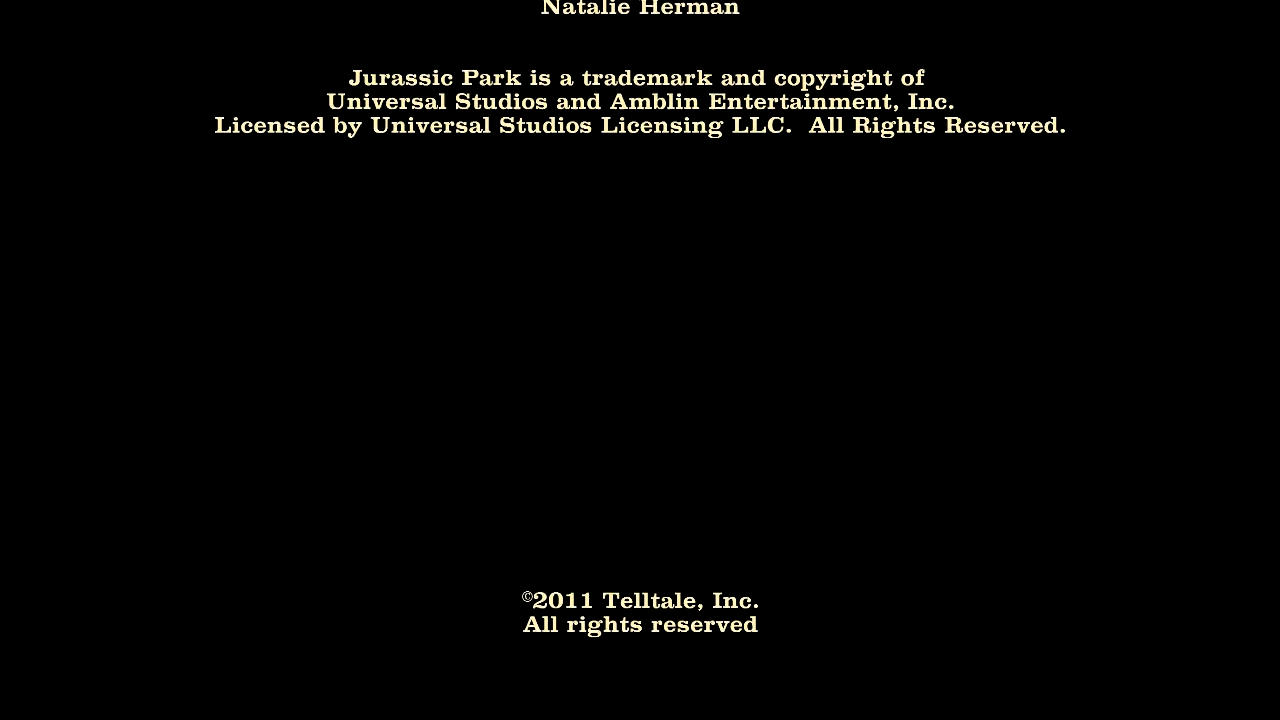 Natalie Herman
Jurassic Park is a trademark and copyright of
Universal Studios and Amblin Entertainment, Inc.
Licensed by Universal Studios Licensing LLC.  All Rights Reserved.
©2011 Telltale, Inc.
All rights reserved